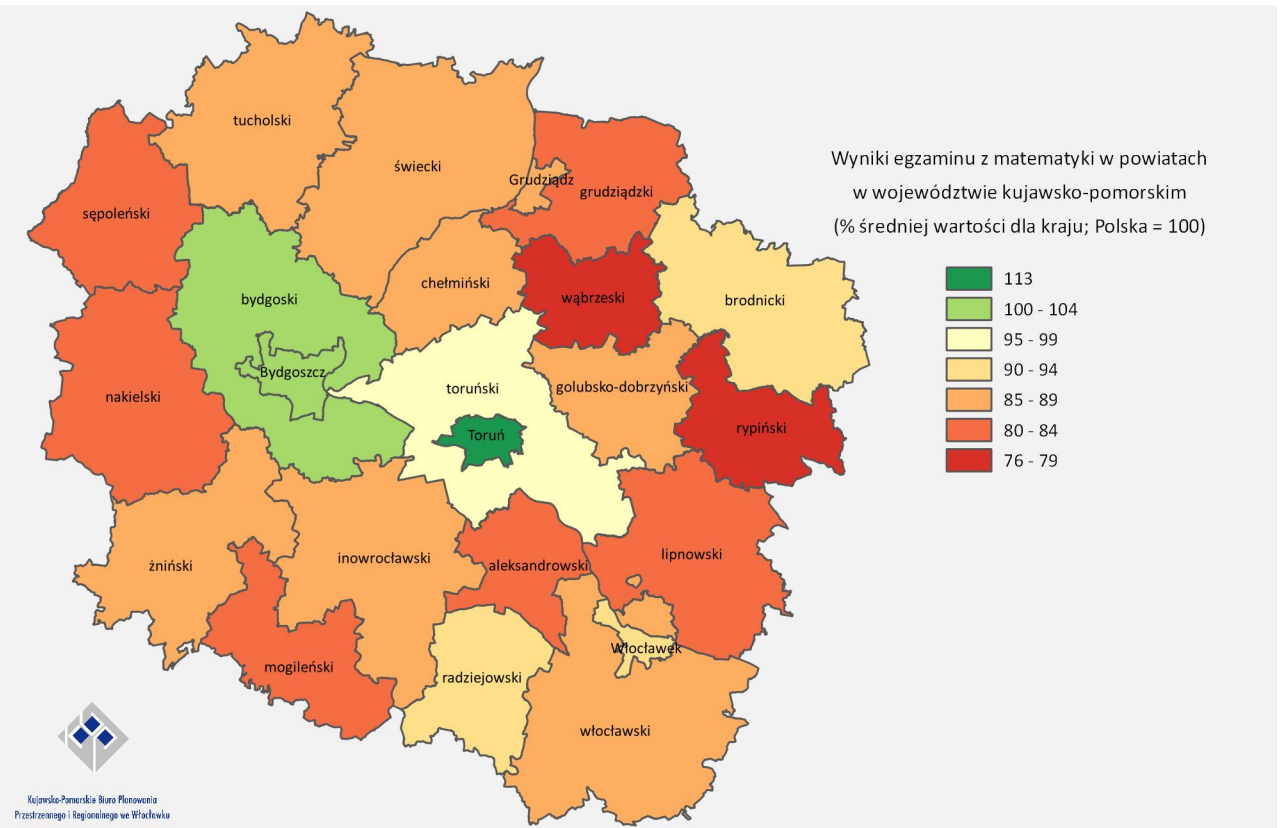 Wyniki egzaminu z matematyki w powiatach
w województwie kujawsko-pomorskim
(% średniej wartości dla kraju; Polska = 100)
113
100 - 104
95 - 99
90 - 94
85 - 89
80 - 84
76 - 79
tucholski
świecki
Grudziądz
grudziądzki
sępoleński
chełmiński
bydgoski
wąbrzeski
brodnicki
Bydgoszcz
toruński
golubsko-dobrzyński
nakielski
Toruń
rypiński
żniński
inowrocławski
aleksandrowski
lipnowski
Włocławek
mogileński
radziejowski
włocławski
Kujawsko-Pomorskie Biuro Planowania
Przestrzennego i Regionalnego we Włocławku